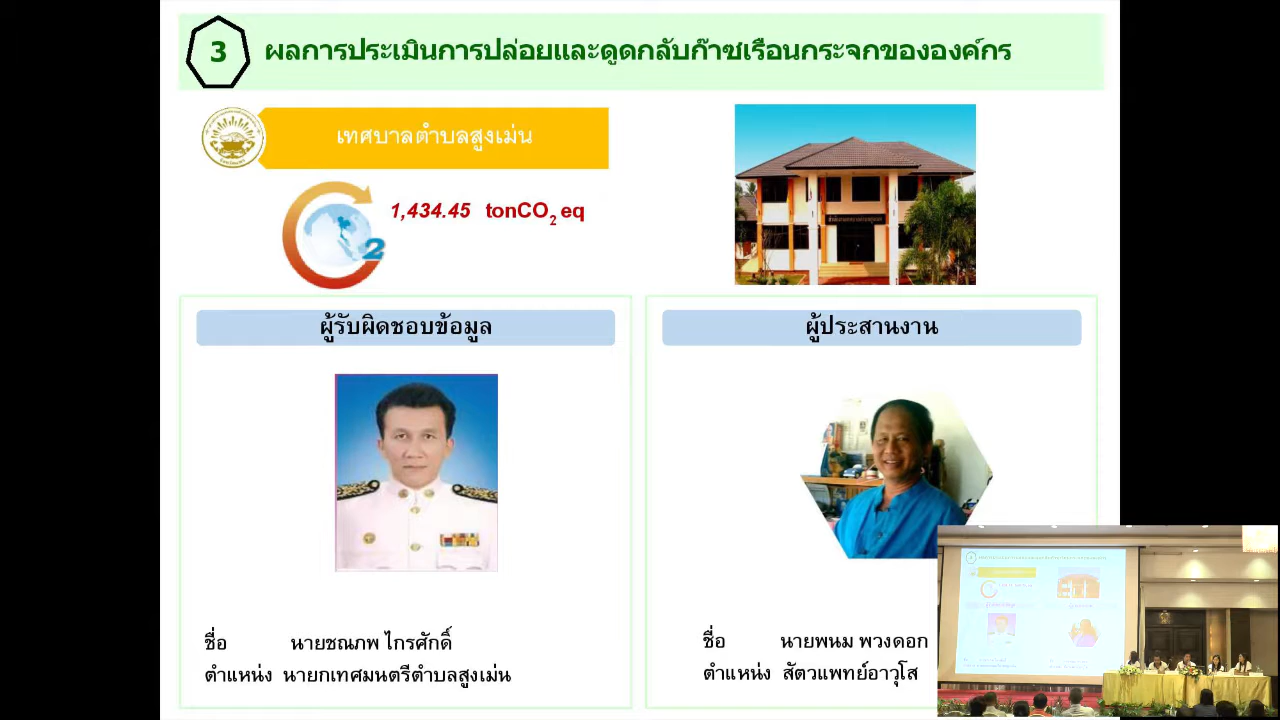 3
ผลการประเมินการปล่อยและดูดกลับก๊าซเรือนกระจกขององค์กร
เทศบาลตำบลสูงเม่น
1,434.45 tonCO2 eq
2
ผู้รับผิดชอบข้อมูล
ผู้ประสานงาน
ชื่อ นายชณภพ ไกรศักดิ์
ตำแหน่ง นายกเทศมนตรีตำบลสูงเม่น
ชื่อ นายพนม พวงดอก
ตำแหน่ง สัตวแพทย์อาวุโส